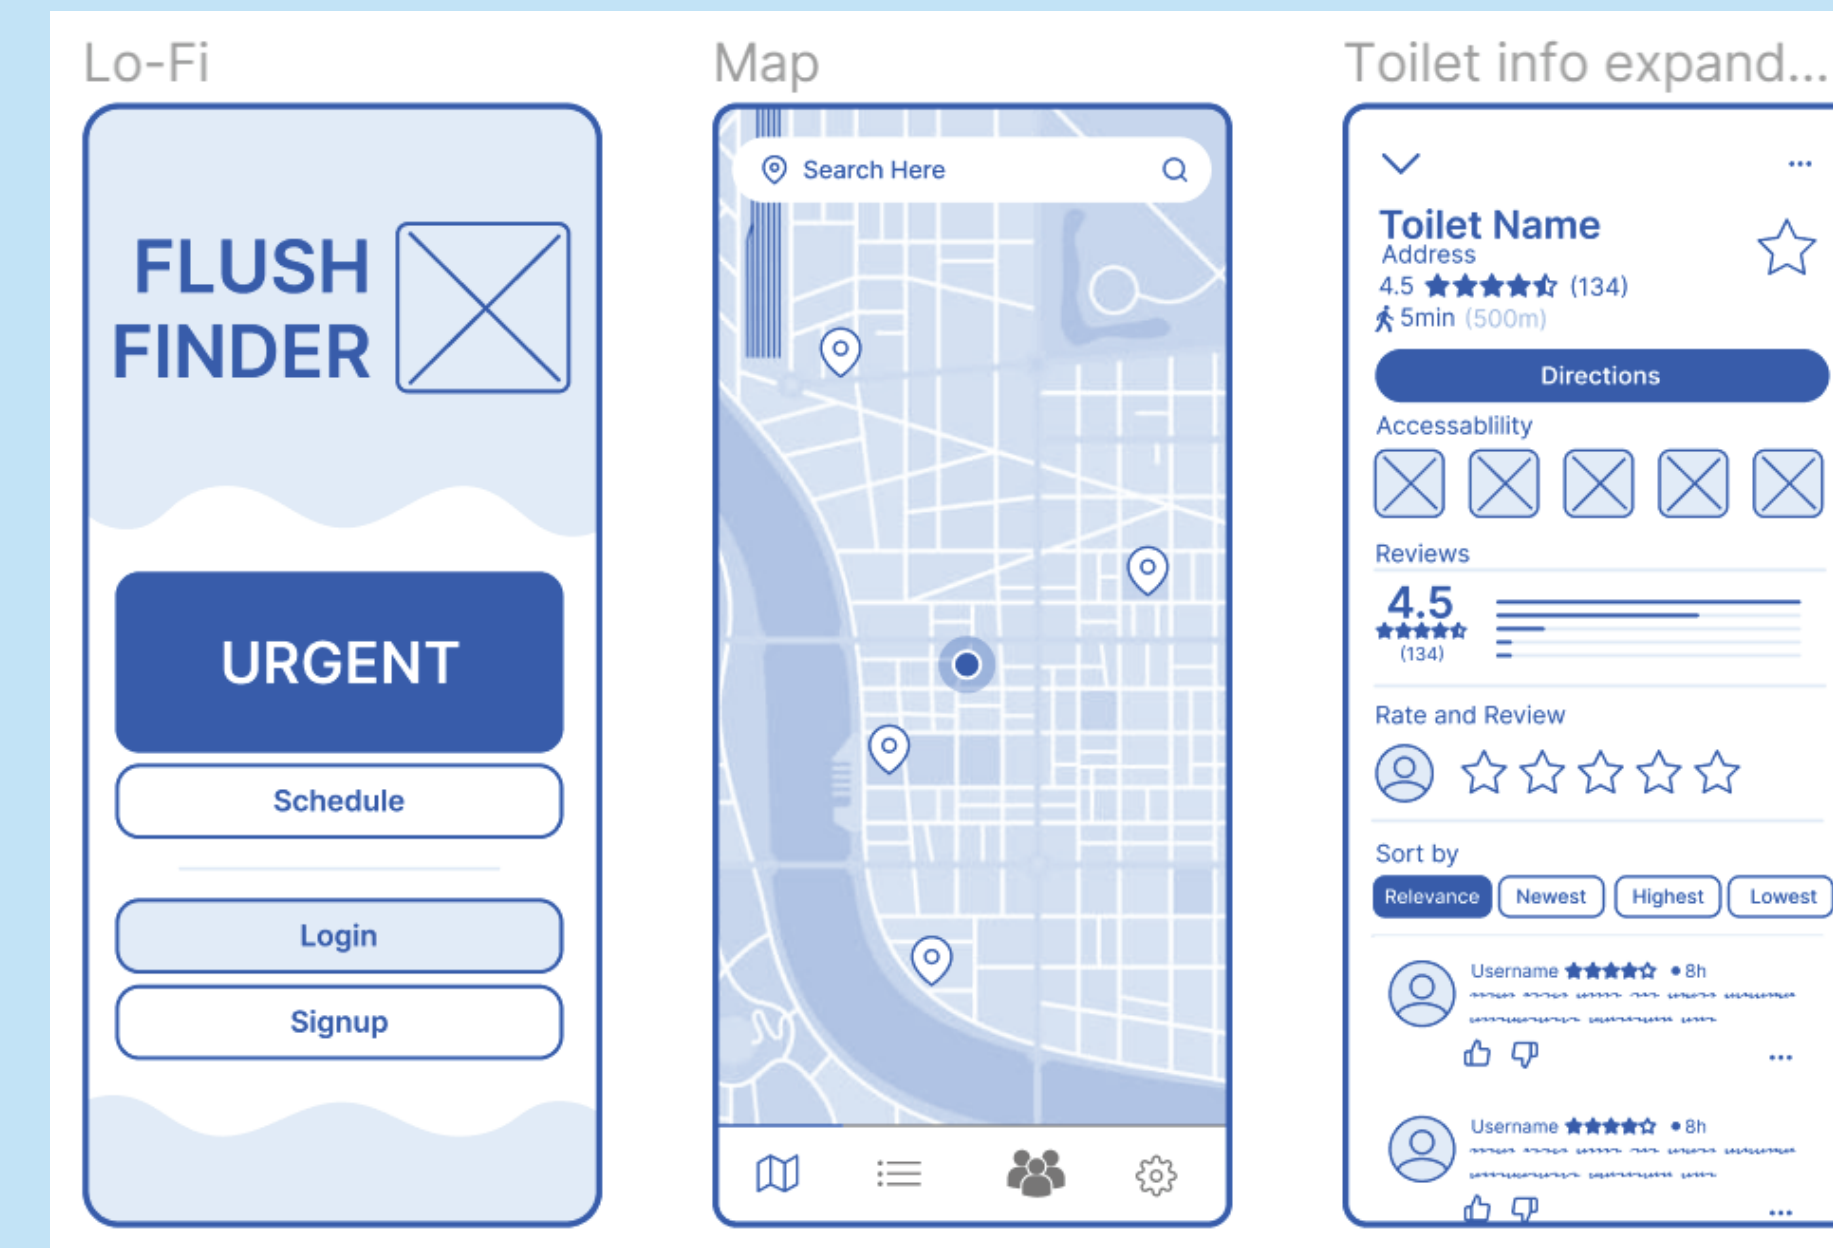 Lo-Fi
FLUSH
FINDER
URGENT
Schedule
Login
Signup
Map
Search Here
Toilet info expand...
Toilet Name
Address
4.5 (134)
5min (500m)
Directions
Accessablility
Reviews
4.5
(134)
Rate and Review
Sort by
Relevance Newest Highest Lowest
Username • 8h
Username • 8h